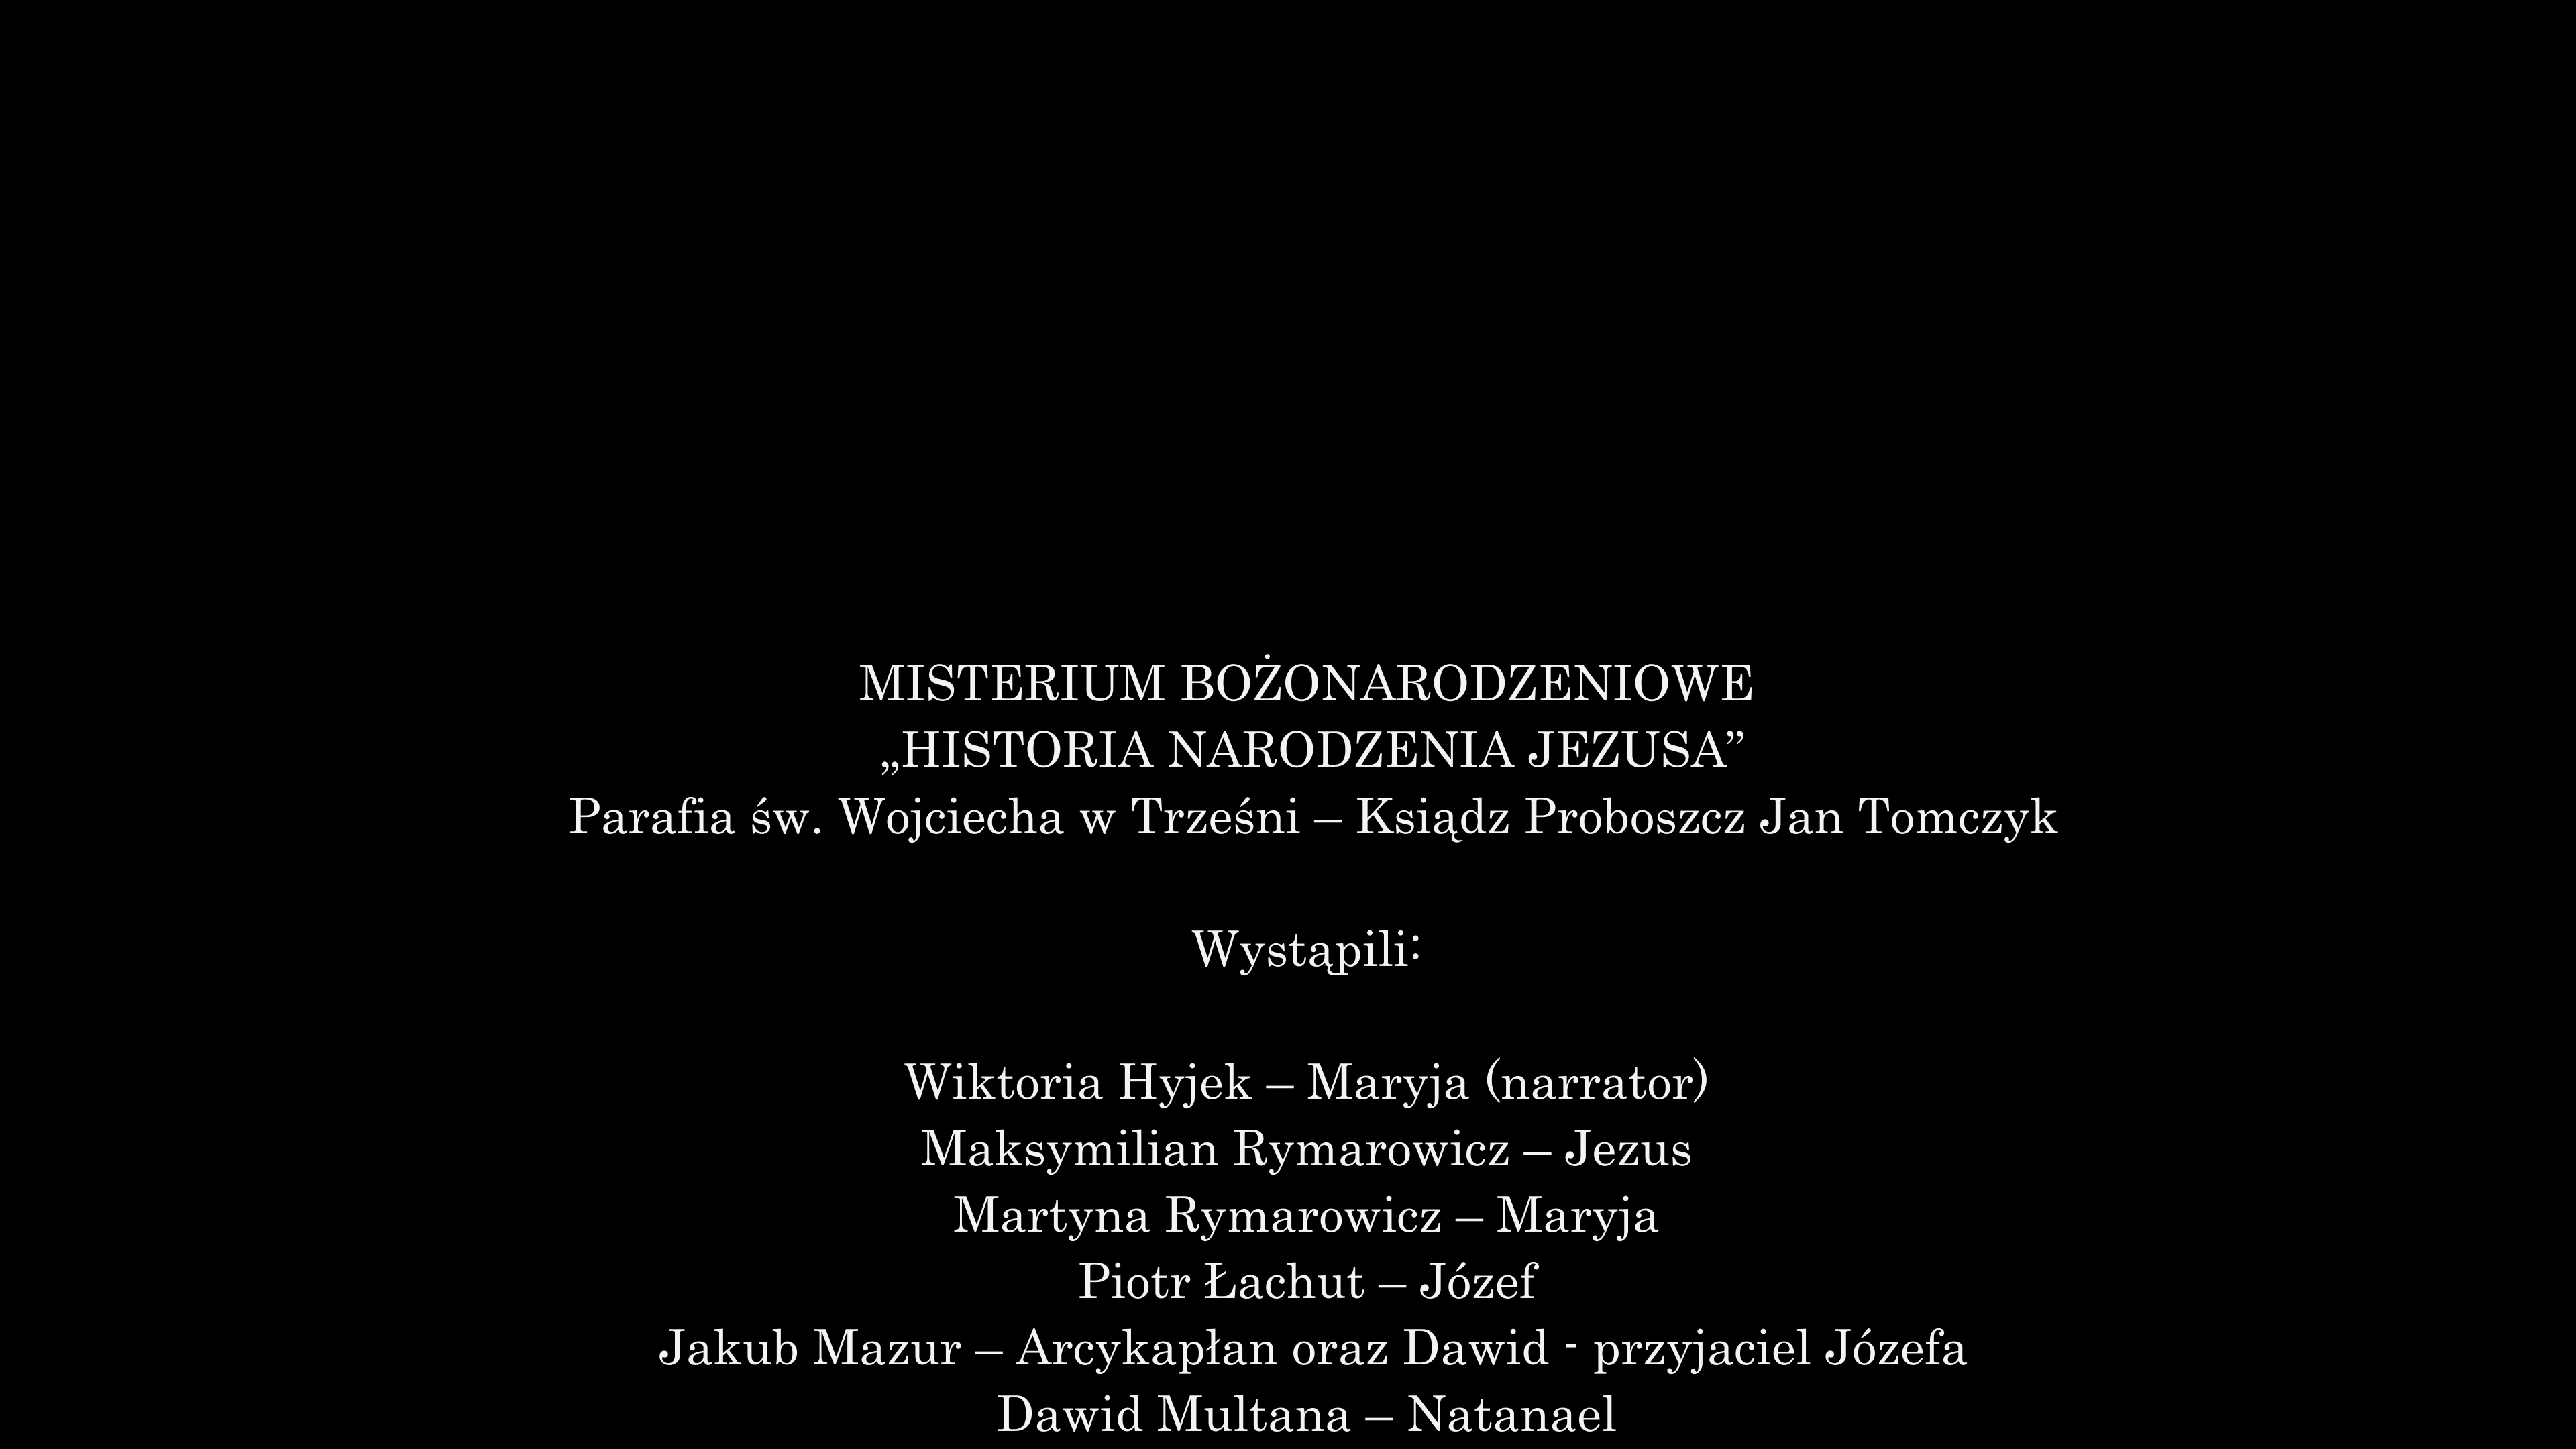 MISTERIUM BOŻONARODZENIOWE
„HISTORIA NARODZENIA JEZUSA”
Parafia św. Wojciecha w Trześni – Ksiądz Proboszcz Jan Tomczyk
Wystąpili:
Wiktoria Hyjek – Maryja (narrator)
Maksymilian Rymarowicz – Jezus
Martyna Rymarowicz – Maryja
Piotr Łachut – Józef
Jakub Mazur – Arcykapłan oraz Dawid - przyjaciel Józefa
Dawid Multana – Natanael